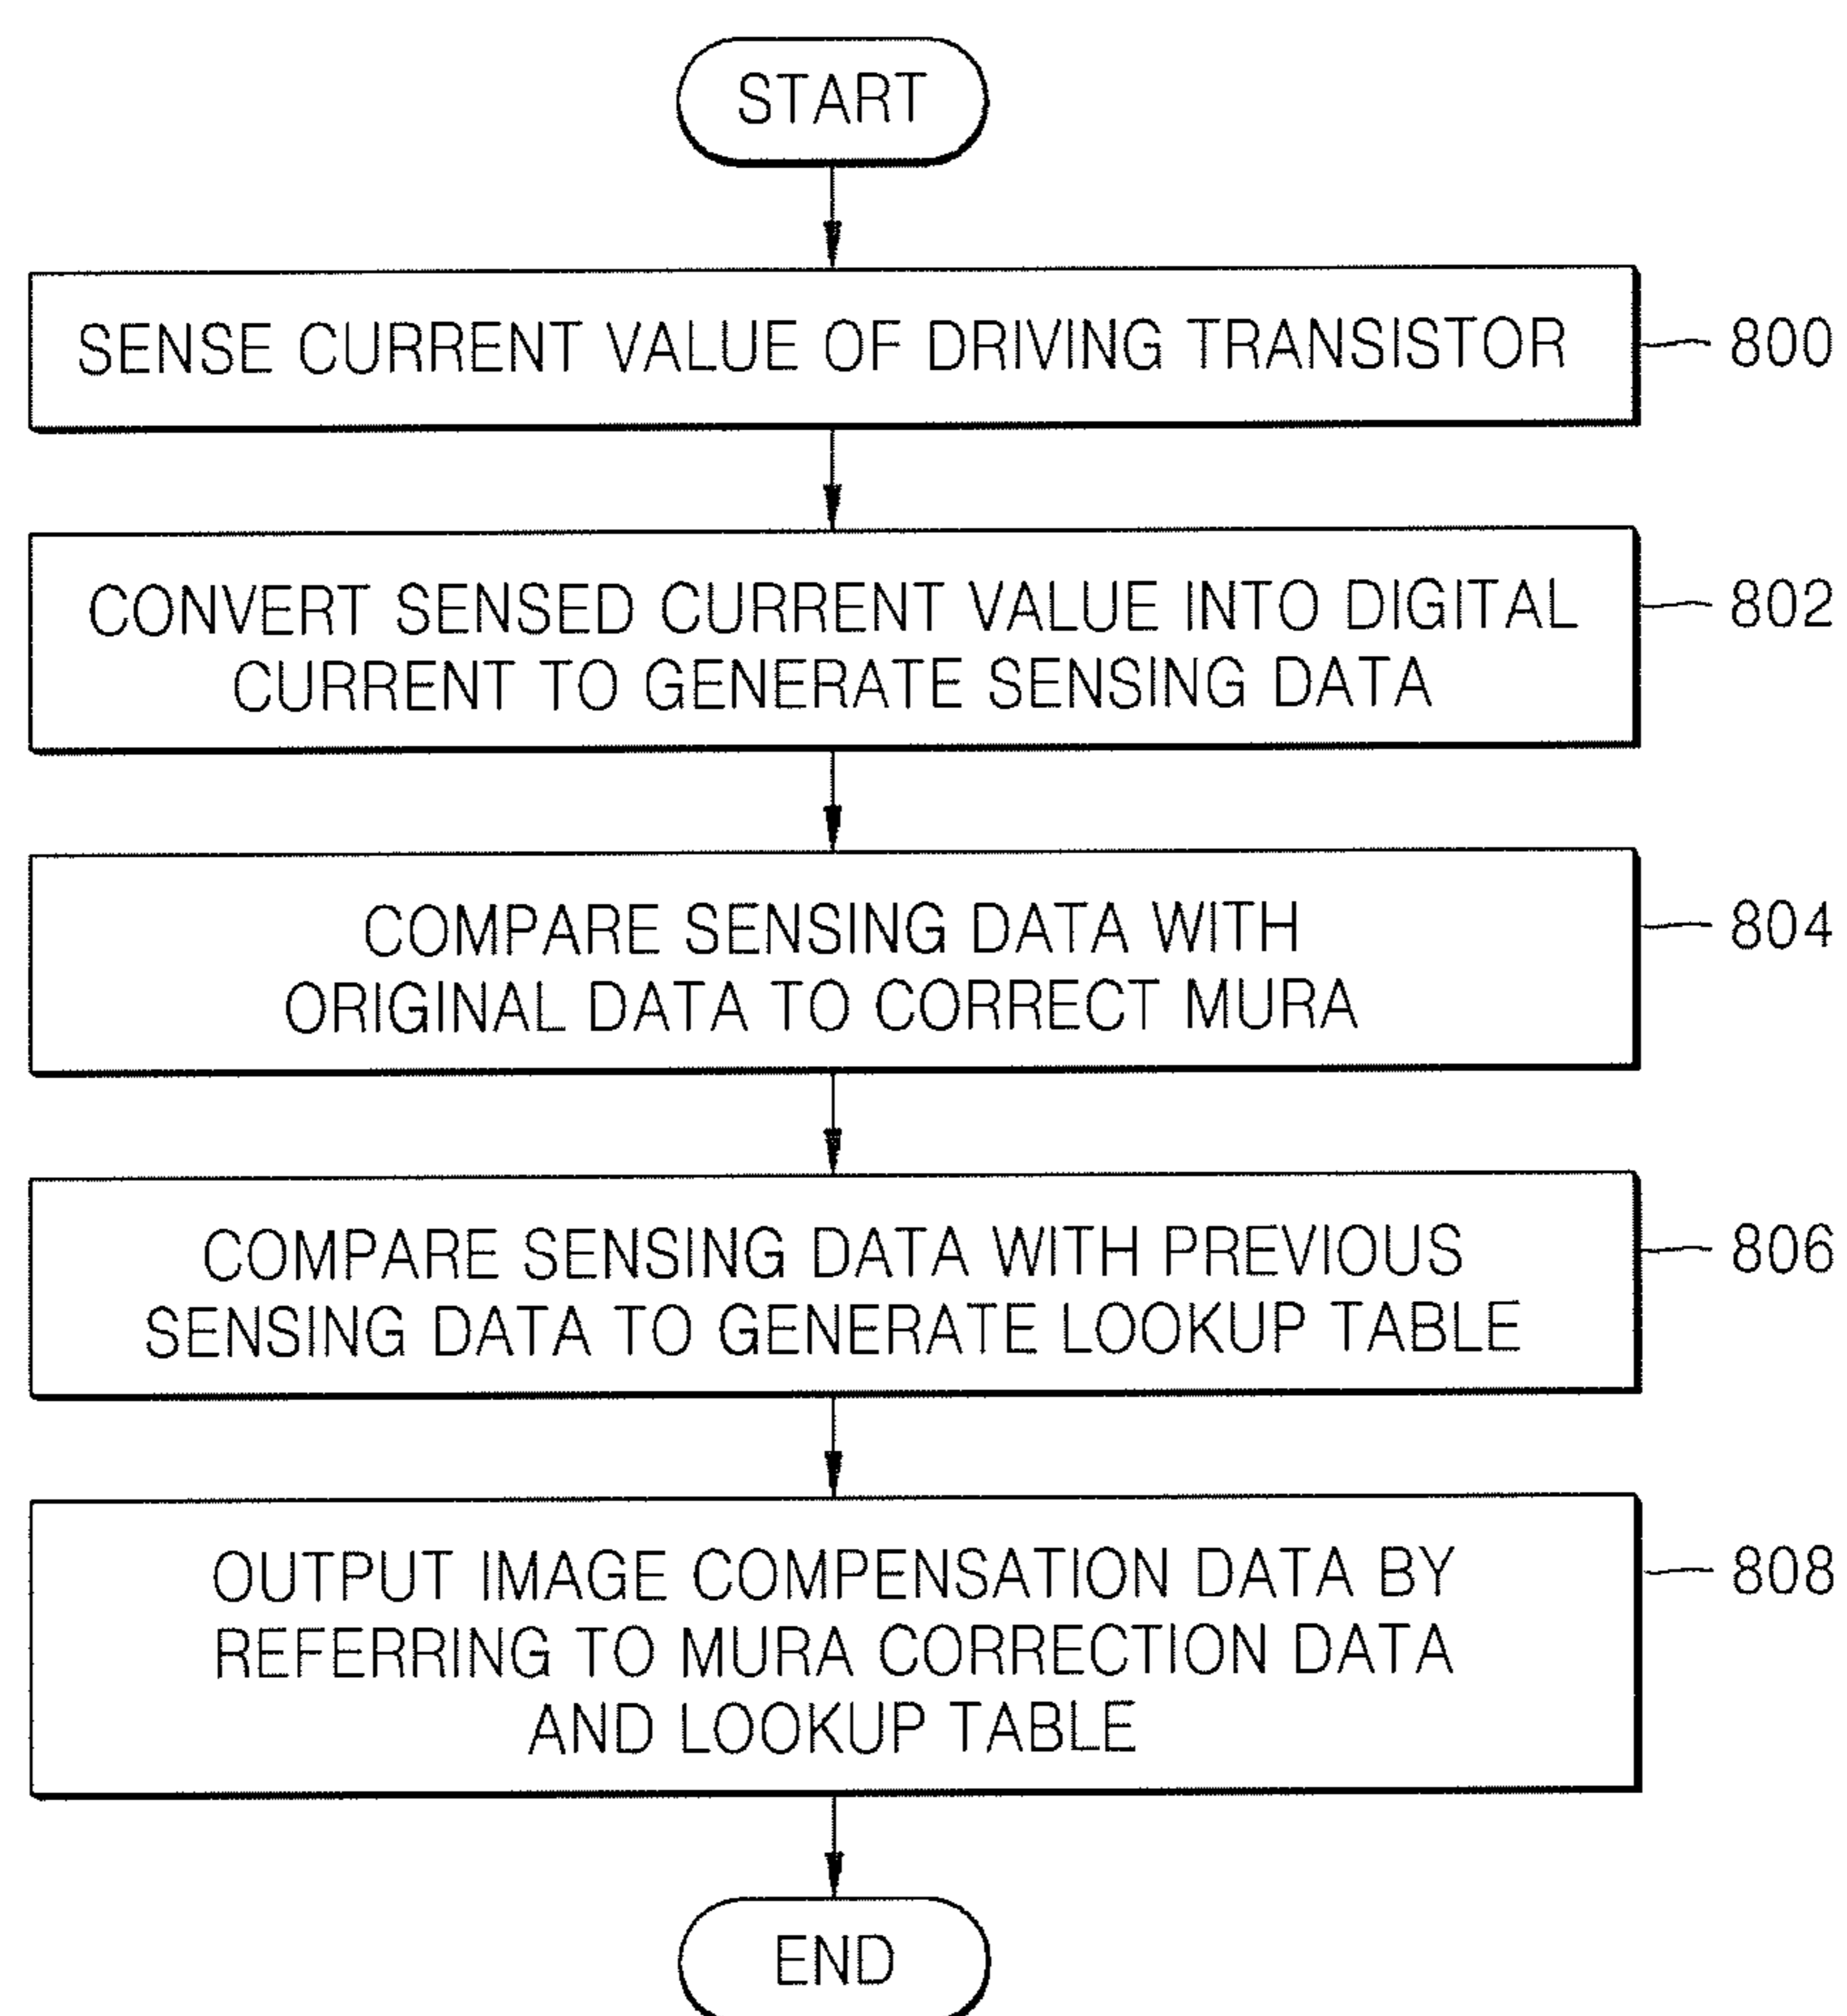 START
SENSE CURRENT VALUE OF DRIVING TRANSISTOR
800
CONVERT SENSED CURRENT VALUE INTO DIGITAL
CURRENT TO GENERATE SENSING DATA
802
COMPARE SENSING DATA WITH
ORIGINAL DATA TO CORRECT MURA
804
COMPARE SENSING DATA WITH PREVIOUS
SENSING DATA TO GENERATE LOOKUP TABLE
806
OUTPUT IMAGE COMPENSATION DATA BY
REFERRING TO MURA CORRECTION DATA
AND LOOKUP TABLE
808
END